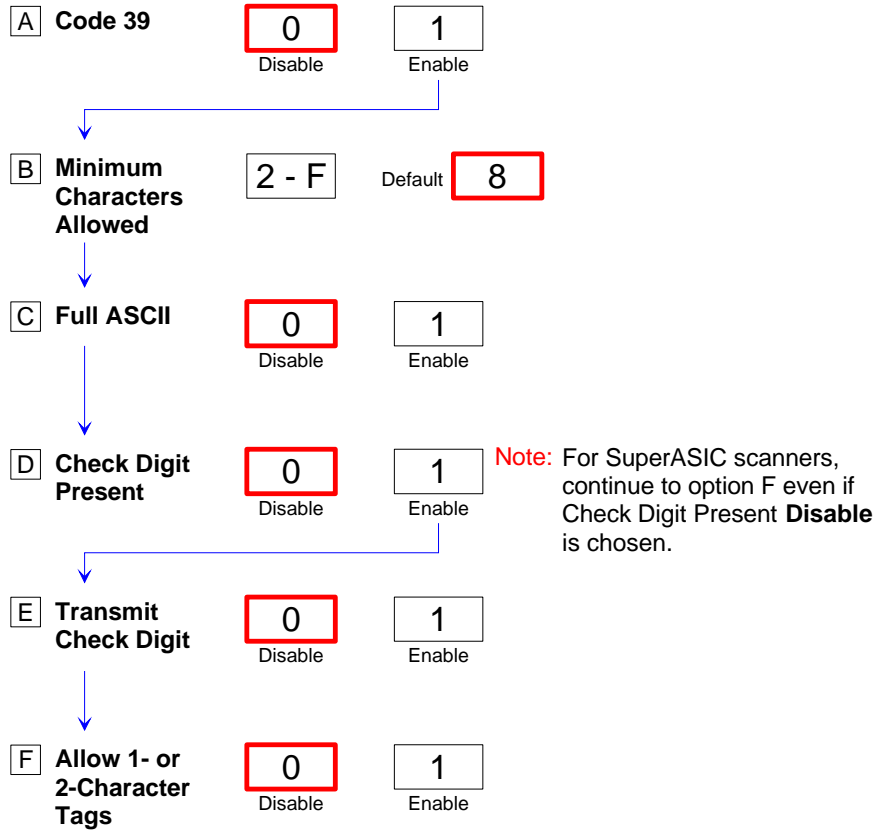 A Code 39 0 1
Disable Enable
B Minimum 2 - F Default 8
Characters
Allowed
C Full ASCII 0 1
Disable Enable
D Check Digit 0 1 Note: For SuperASIC scanners,
Present Disable Enable continue to option F even if
Check Digit Present Disable
is chosen.
E Transmit 0 1
Check Digit Disable Enable
F Allow 1- or 0 1
2-Character Disable Enable
Tags